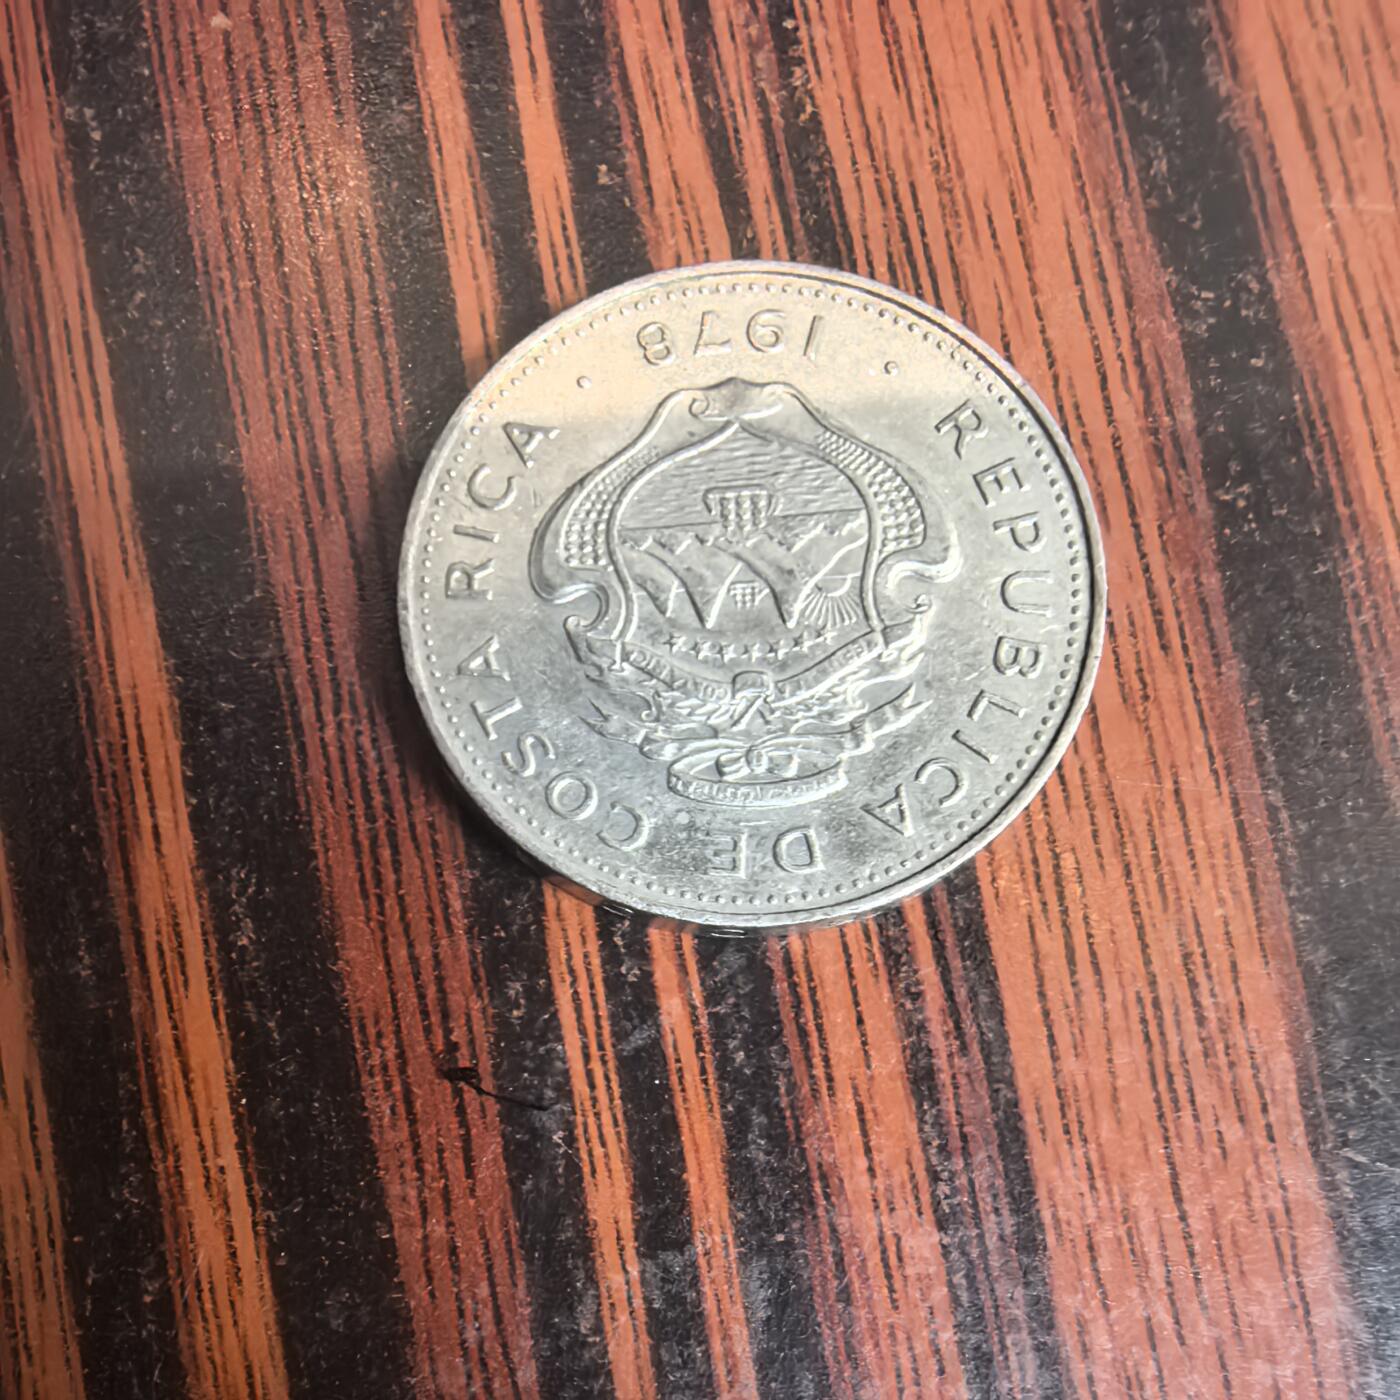 REPUBLICA DE COSTA RICA
1978